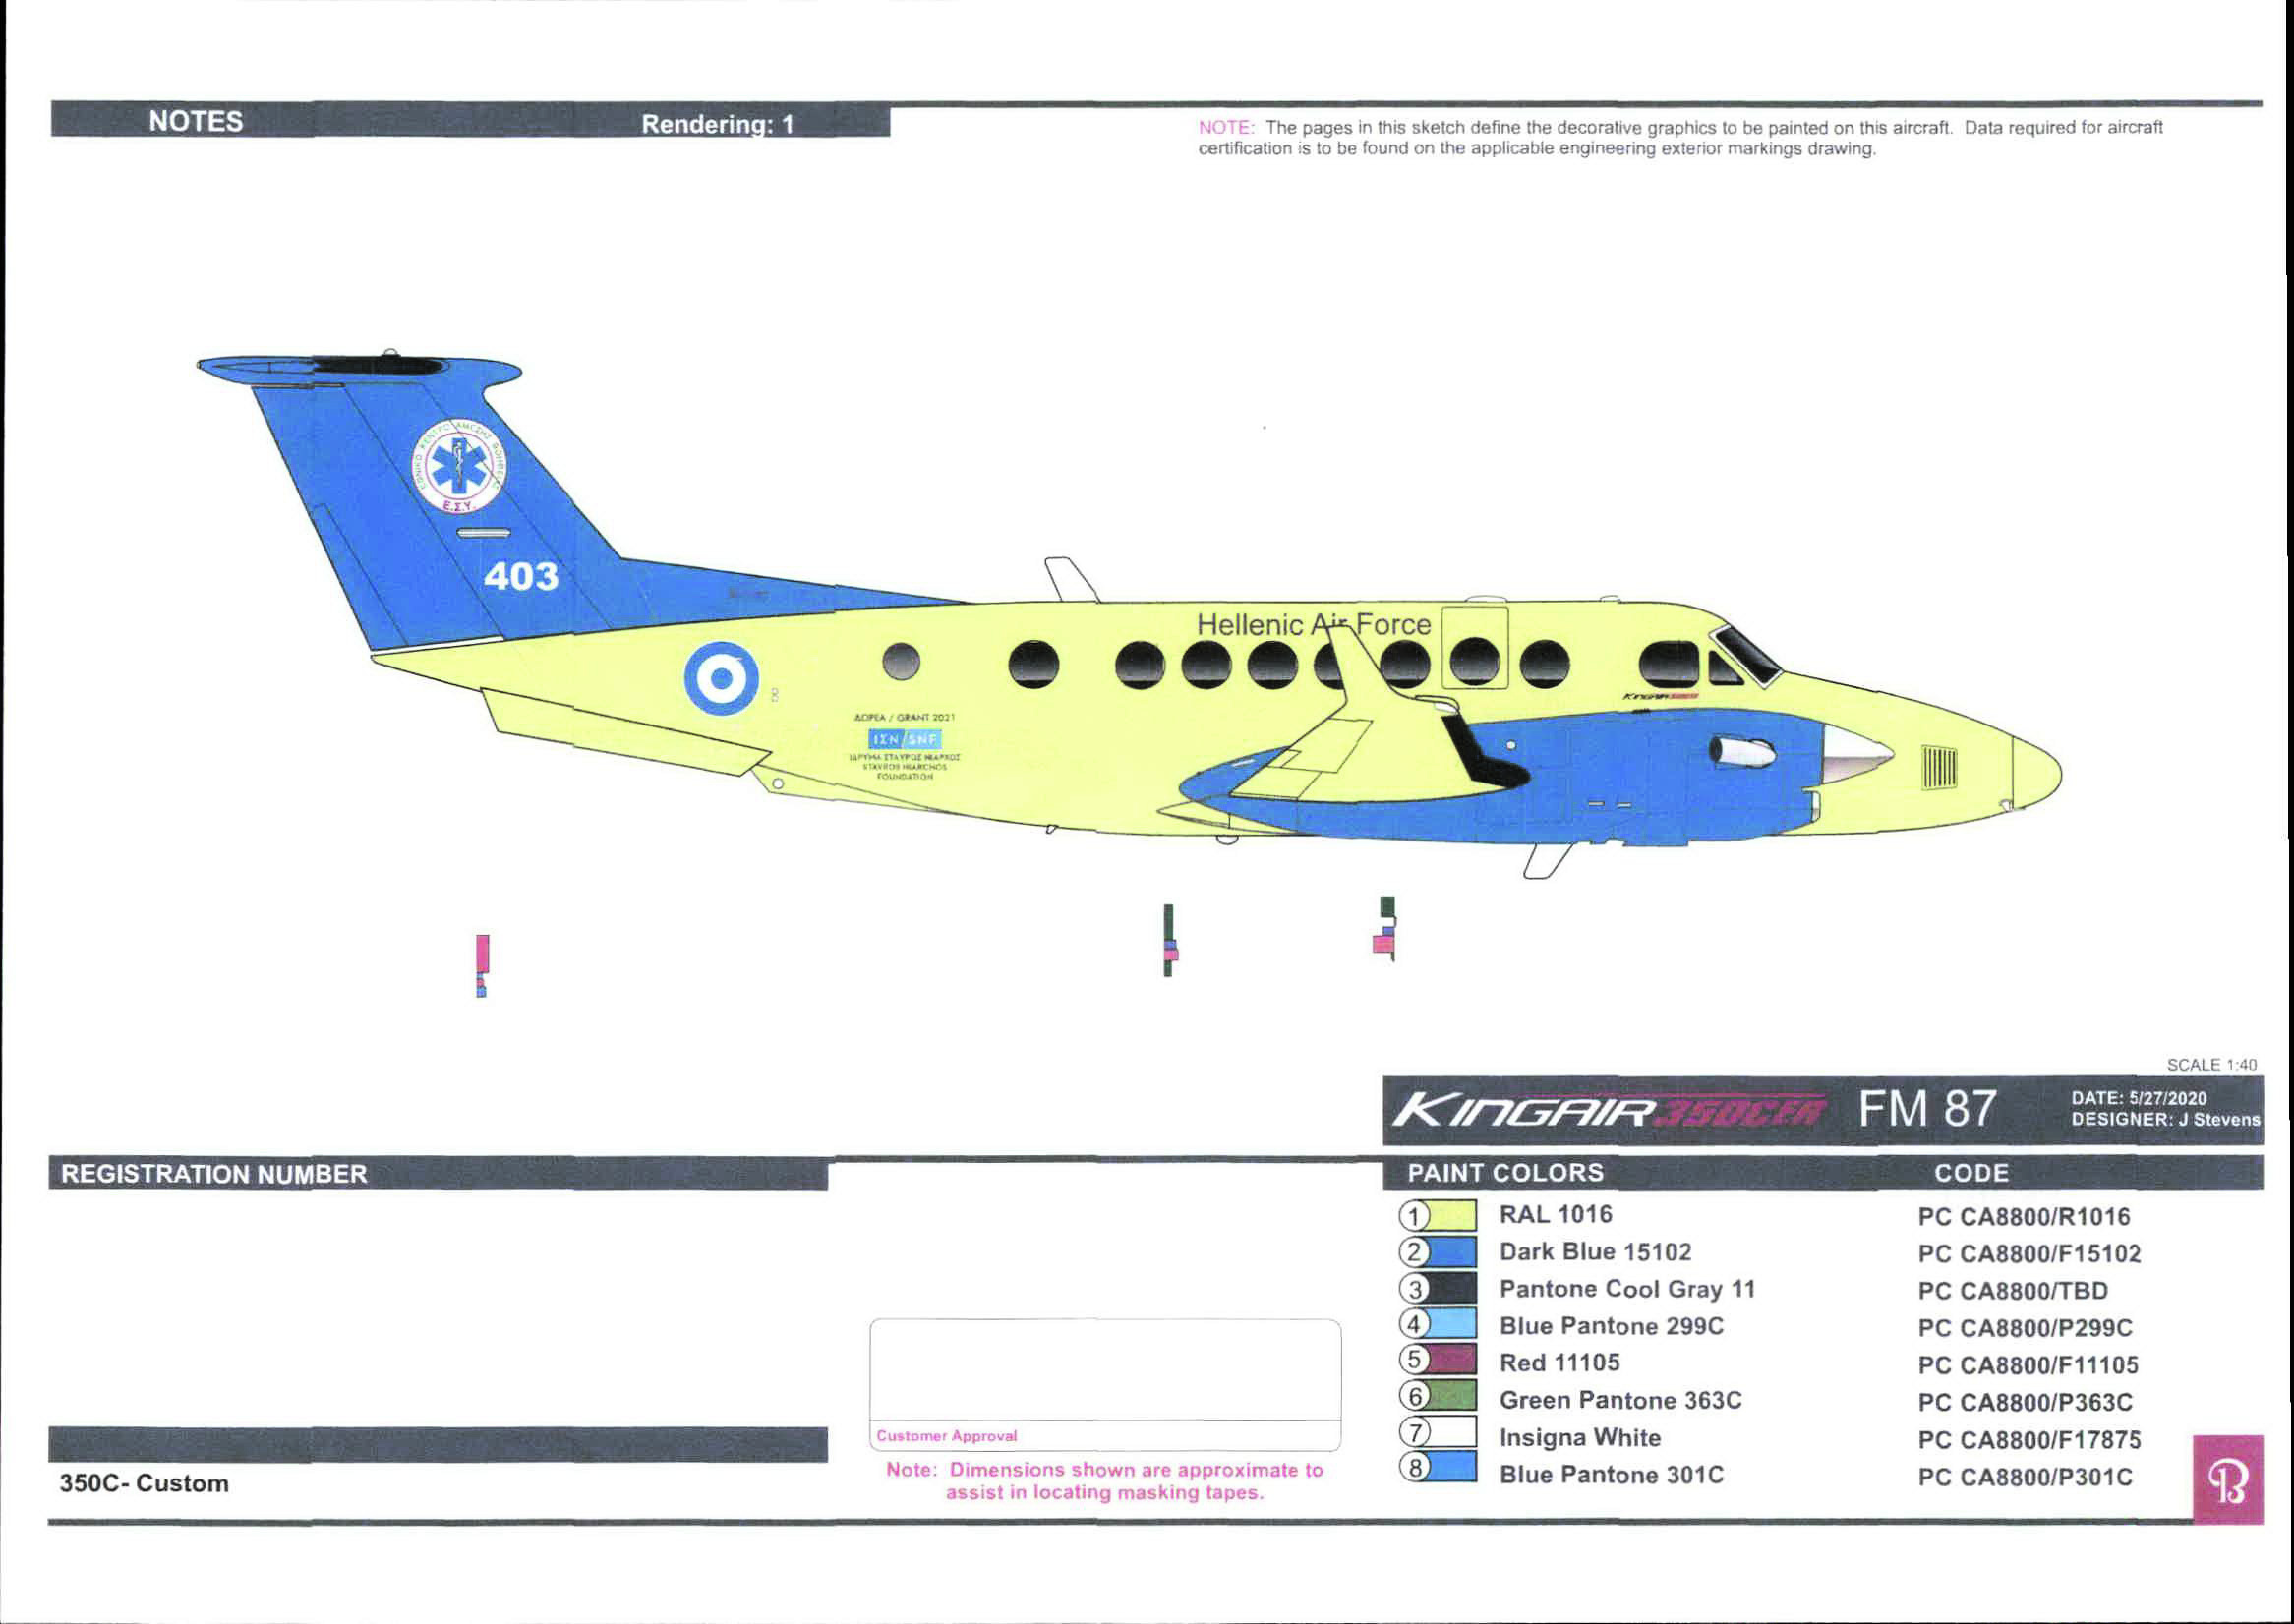 NOTES
Rendering: 1
NOTE: The pages in this sketch define the decorative graphics to be painted on this aircraft. Data required for aircraft
certification is to be found on the applicable engineering exterior markings drawing.
ΕΘΝΙΚΟ ΚΕΝΤΡΟ ΑΜΕΣΗΣ ΒΟΗΘΕΙΑΣ
Ε.Σ.Υ.
403
Hellenic Air Force
KINGAIR
ΔΩΡΕΑ / GRANT 2021
ΙΣΝ/SNF
ΙΔΡΥΜΑ ΣΤΑΥΡΟΣ ΝΙΑΡΧΟΣ
STAVROS NIARCHOS
FOUNDATION
SCALE 1:40
KINGAIR 350CER FM 87
DATE: 5/27/2020
DESIGNER: J Stevens
REGISTRATION NUMBER
PAINT COLORS CODE
1 RAL 1016 PC CA8800/R1016
2 Dark Blue 15102 PC CA8800/F15102
3 Pantone Cool Gray 11 PC CA8800/TBD
4 Blue Pantone 299C PC CA8800/P299C
5 Red 11105 PC CA8800/F11105
6 Green Pantone 363C PC CA8800/P363C
7 Insigna White PC CA8800/F17875
8 Blue Pantone 301C PC CA8800/P301C
Customer Approval
Note: Dimensions shown are approximate to
assist in locating masking tapes.
350C- Custom
B